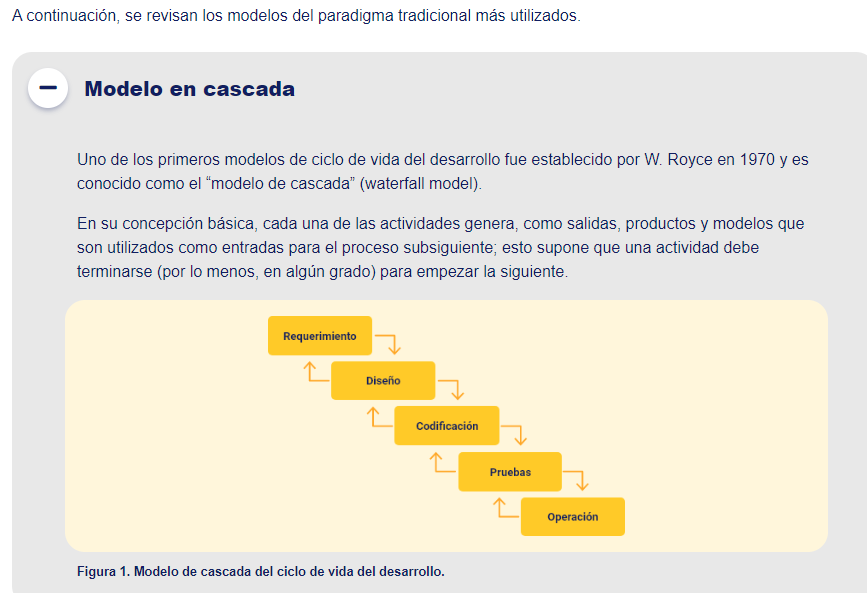 A continuación, se revisan los modelos del paradigma tradicional más utilizados.
Modelo en cascada
Uno de los primeros modelos de ciclo de vida del desarrollo fue establecido por W. Royce en 1970 y es
conocido como el “modelo de cascada” (waterfall model).
En su concepción básica, cada una de las actividades genera, como salidas, productos y modelos que
son utilizados como entradas para el proceso subsiguiente; esto supone que una actividad debe
terminarse (por lo menos, en algún grado) para empezar la siguiente.
Requerimiento
Diseño
Codificación
Pruebas
Operación
Figura 1. Modelo de cascada del ciclo de vida del desarrollo.